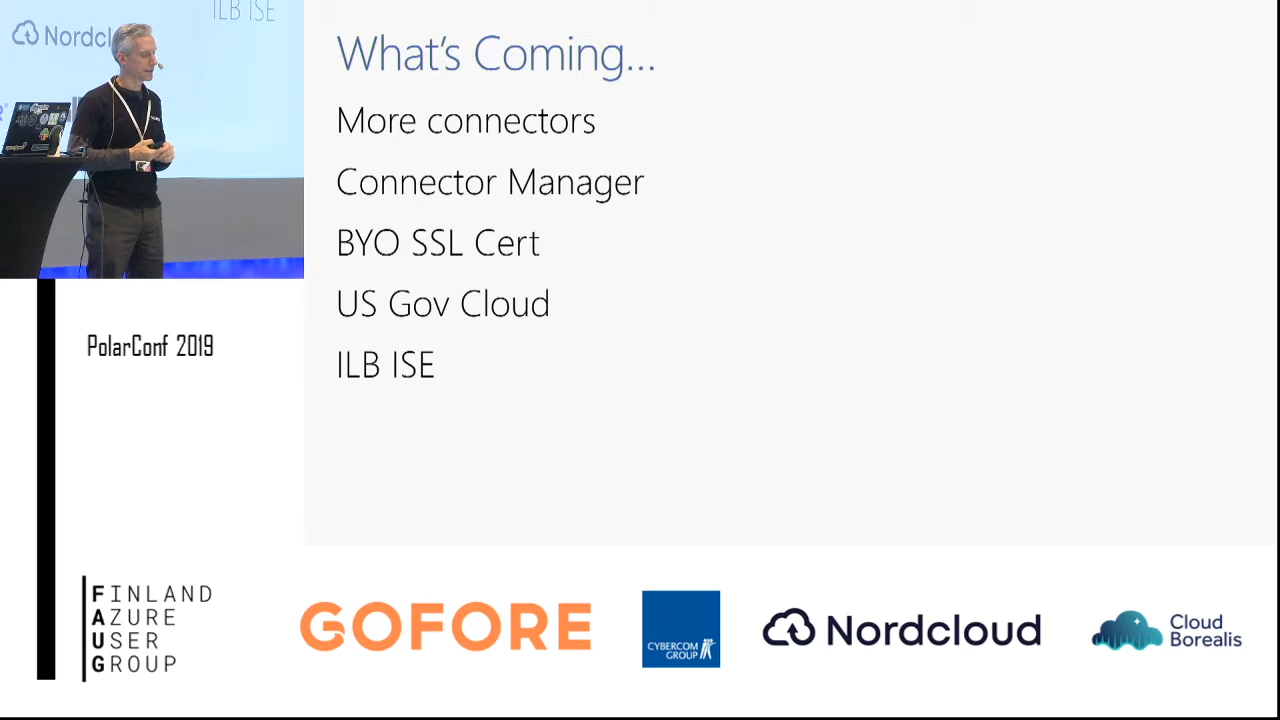 ILB ISE
Nordcl
What's Coming...
More connectors
Connector Manager
BYO SSL Cert
US Gov Cloud
ILB ISE
PolarConf 2019
FINLAND
AZURE
USER
GROUP
GOFORE
CYBERCOM
GROUP
Nordcloud
Cloud
Borealis